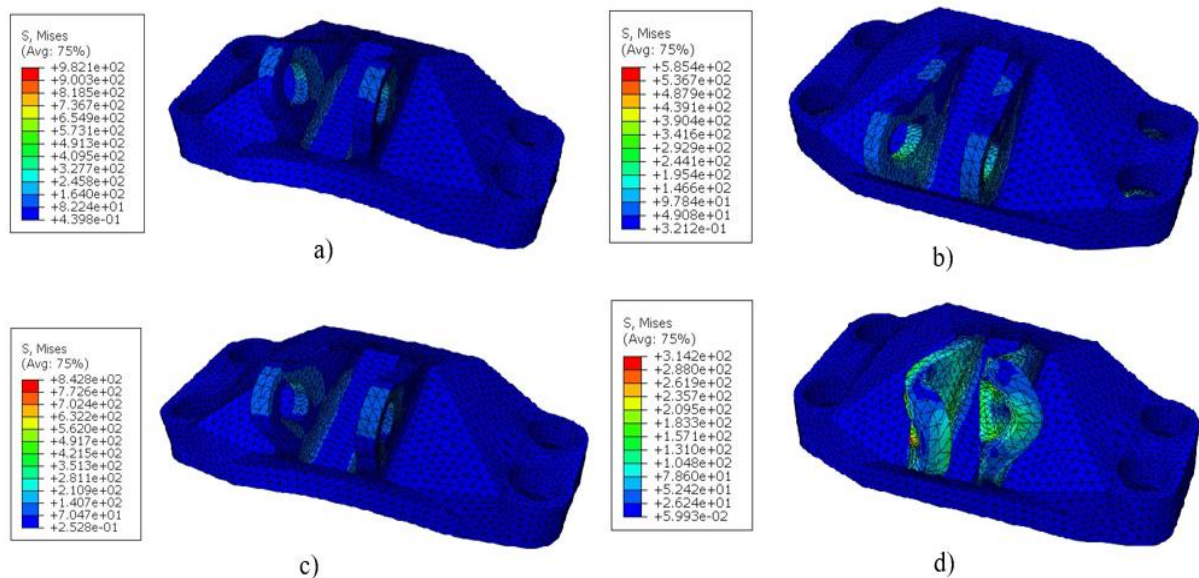 S, Mises
(Avg: 75%)
+9.821e+02
+9.003e+02
+8.185e+02
+7.367e+02
+6.549e+02
+5.731e+02
+4.913e+02
+4.095e+02
+3.277e+02
+2.458e+02
+1.640e+02
+8.224e+01
+4.398e-01
a)
S, Mises
(Avg: 75%)
+5.854e+02
+5.367e+02
+4.879e+02
+4.391e+02
+3.904e+02
+3.416e+02
+2.929e+02
+2.441e+02
+1.954e+02
+1.466e+02
+9.784e+01
+4.908e+01
+3.212e-01
b)
S, Mises
(Avg: 75%)
+8.428e+02
+7.726e+02
+7.024e+02
+6.322e+02
+5.620e+02
+4.917e+02
+4.215e+02
+3.513e+02
+2.811e+02
+2.109e+02
+1.407e+02
+7.047e+01
+2.528e-01
c)
S, Mises
(Avg: 75%)
+3.142e+02
+2.880e+02
+2.619e+02
+2.357e+02
+2.095e+02
+1.833e+02
+1.571e+02
+1.310e+02
+1.048e+02
+7.860e+01
+5.242e+01
+2.624e+01
+5.993e-02
d)